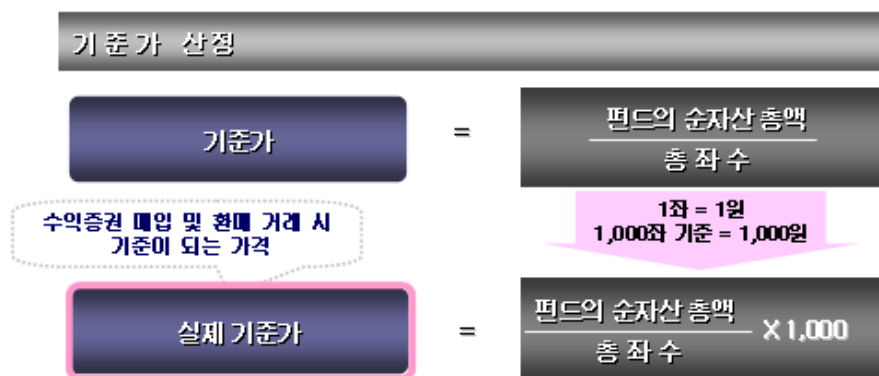 기준가 산정
기준가
=
펀드의 순자산 총액
총 좌 수
수익증권 매입 및 환매 거래 시
기준이 되는 가격
1좌 = 1원
1,000좌 기준 = 1,000원
실제 기준가
=
펀드의 순자산 총액
총 좌 수
X 1,000